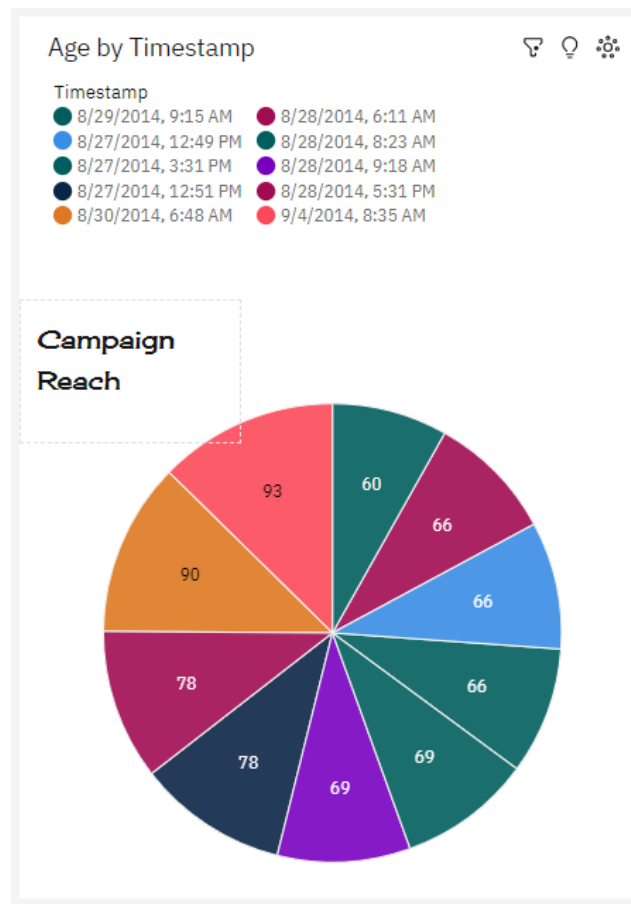 Age by Timestamp
Timestamp
8/29/2014, 9:15 AM 8/28/2014, 6:11 AM
8/27/2014, 12:49 PM 8/28/2014, 8:23 AM
8/27/2014, 3:31 PM 8/28/2014, 9:18 AM
8/27/2014, 12:51 PM 8/28/2014, 5:31 PM
8/30/2014, 6:48 AM 9/4/2014, 8:35 AM
Campaign
Reach
60
66
66
66
69
69
78
78
90
93